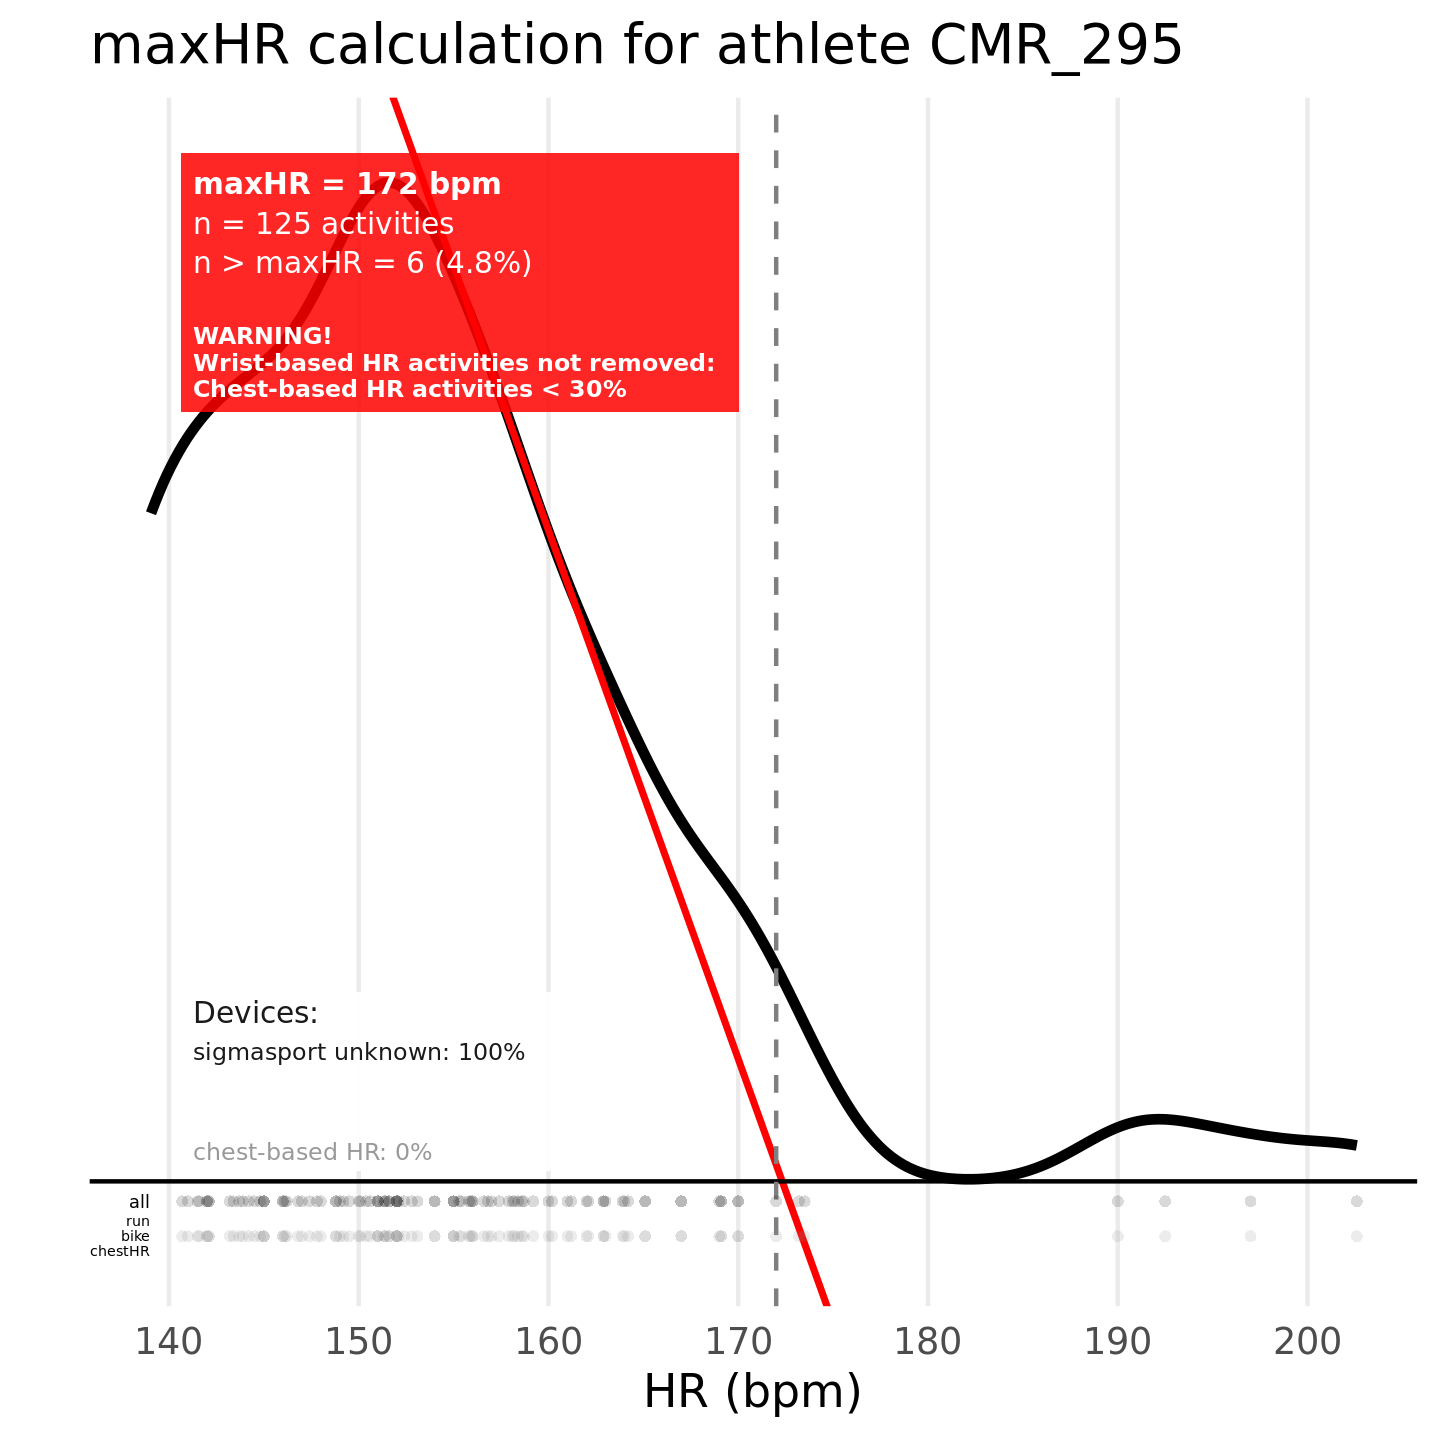 maxHR calculation for athlete CMR_295
maxHR = 172 bpm
n = 125 activities
n > maxHR = 6 (4.8%)
WARNING!
Wrist-based HR activities not removed:
Chest-based HR activities < 30%
Devices:
sigmasport unknown: 100%
chest-based HR: 0%
all
run
bike
chestHR
140 150 160 170 180 190 200
HR (bpm)